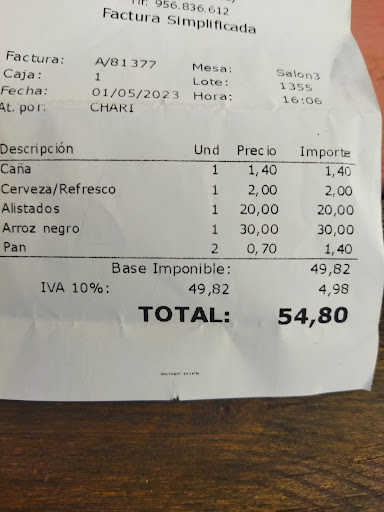 Tlf: 956.836.612
Factura Simplificada
Factura: A/81377 Mesa: Salon3
Caja: 1 Lote: 1355
Fecha: 01/05/2023 Hora: 16:06
At. por: CHARI
Descripción Und Precio Importe
Caña 1 1,40 1,40
Cerveza/Refresco 1 2,00 2,00
Alistados 1 20,00 20,00
Arroz negro 1 30,00 30,00
Pan 2 0,70 1,40
Base Imponible: 49,82
IVA 10%: 49,82 4,98
TOTAL: 54,80